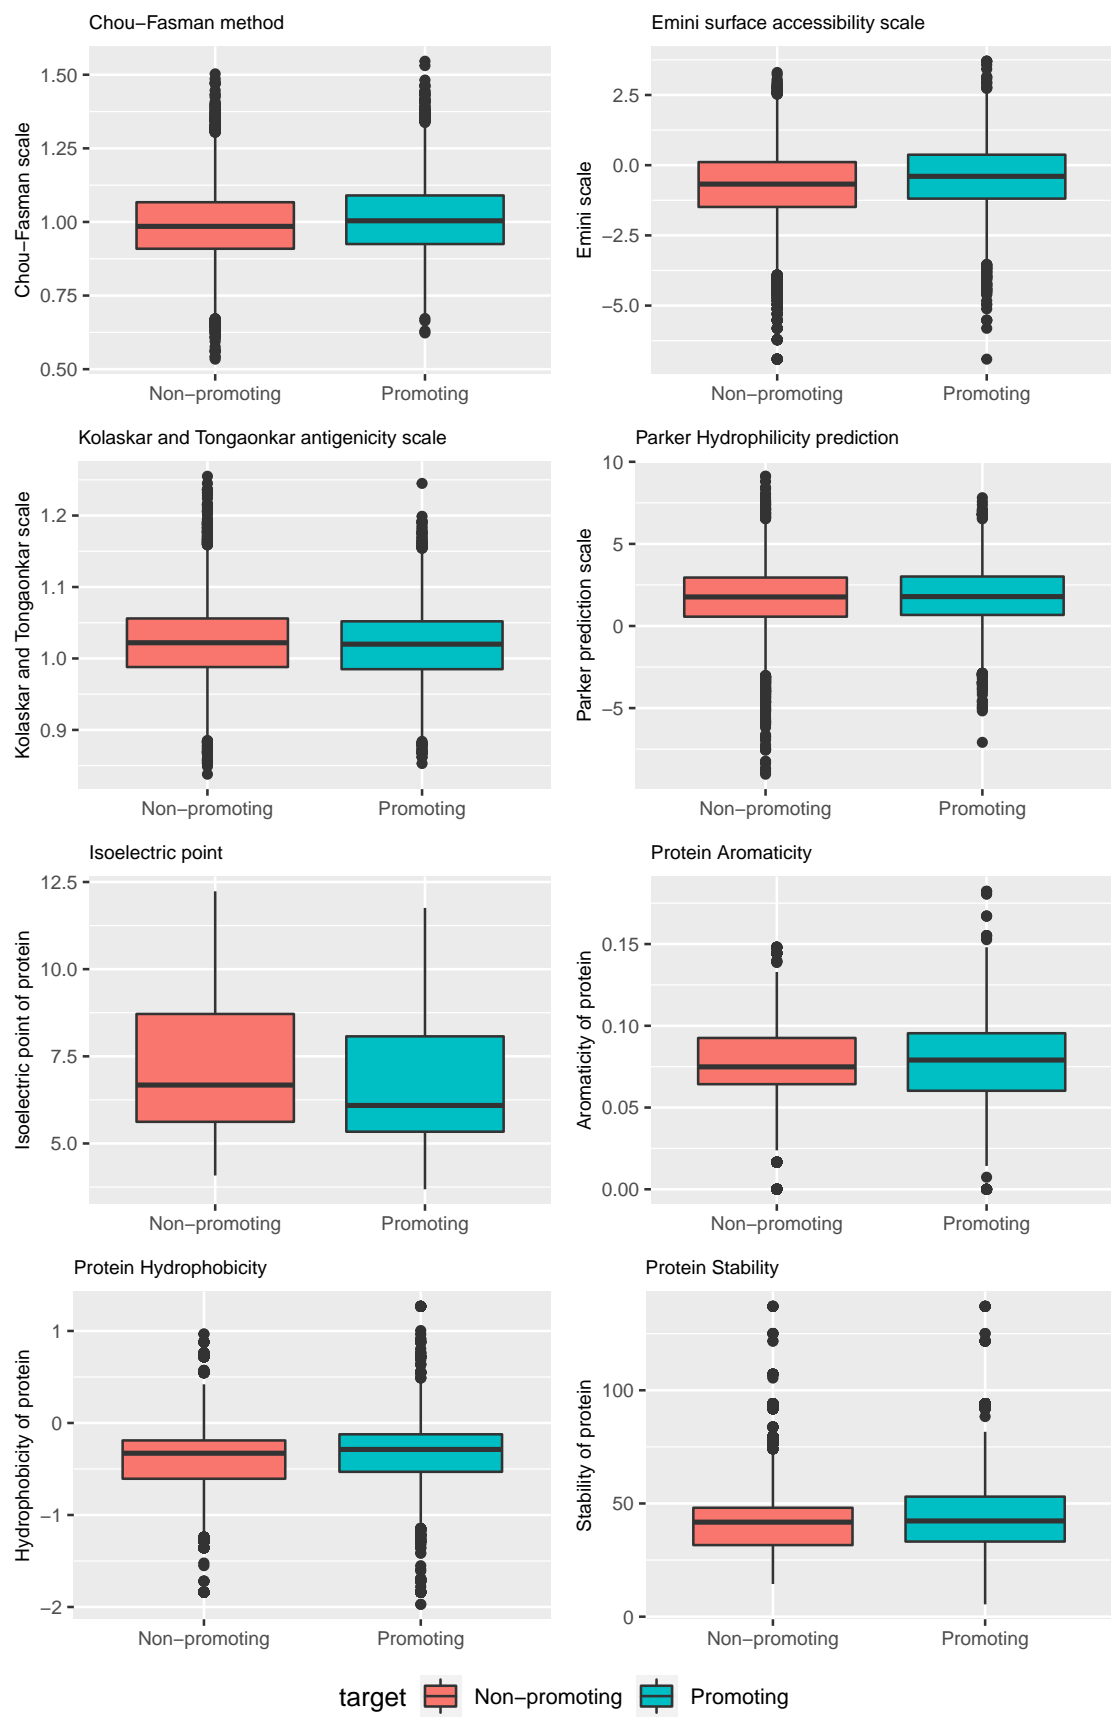 Chou−Fasman method
Chou−Fasman scale
1.50
1.25
1.00
0.75
0.50
Non−promoting
Promoting
Emini surface accessibility scale
Emini scale
2.5
0.0
−2.5
−5.0
Non−promoting
Promoting
Kolaskar and Tongaonkar antigenicity scale
Kolaskar and Tongaonkar scale
1.2
1.1
1.0
0.9
Non−promoting
Promoting
Parker Hydrophilicity prediction
Parker prediction scale
10
5
0
−5
Non−promoting
Promoting
Isoelectric point
Isoelectric point of protein
12.5
10.0
7.5
5.0
Non−promoting
Promoting
Protein Aromaticity
Aromaticity of protein
0.15
0.10
0.05
0.00
Non−promoting
Promoting
Protein Hydrophobicity
Hydrophobicity of protein
1
0
−1
−2
Non−promoting
Promoting
Protein Stability
Stability of protein
100
50
0
Non−promoting
Promoting
target Non−promoting Promoting